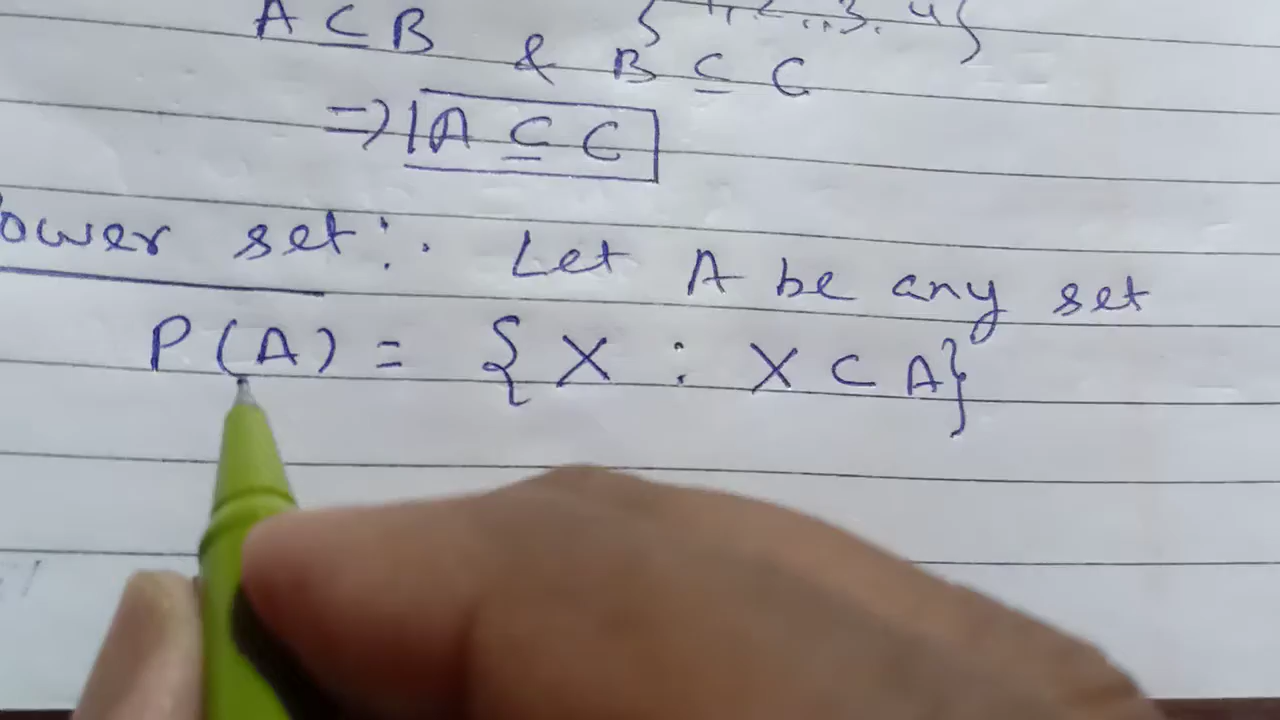 A ⊆ B & B ⊆ C
⇒ A ⊆ C
ower set:. Let A be any set
P(A) = { X : X ⊂ A}